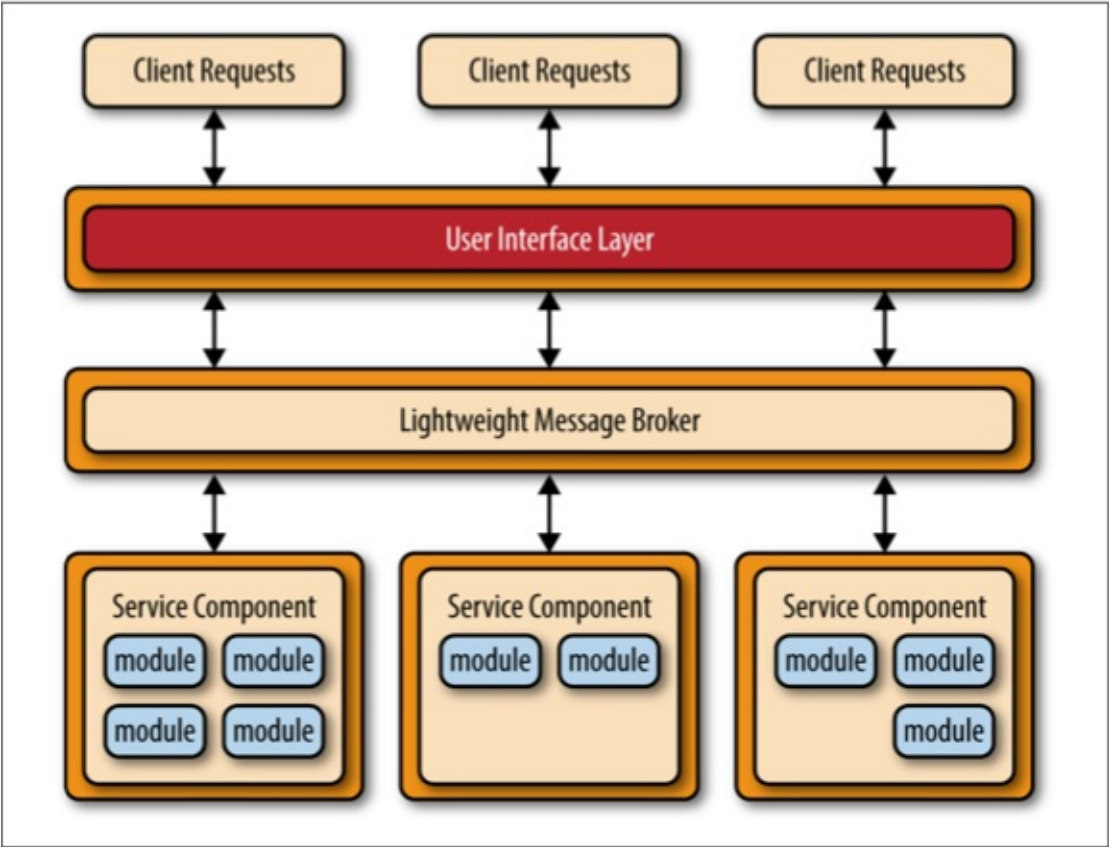 Client Requests
Client Requests
Client Requests
User Interface Layer
Lightweight Message Broker
Service Component
module
module
module
module
Service Component
module
module
Service Component
module
module
module